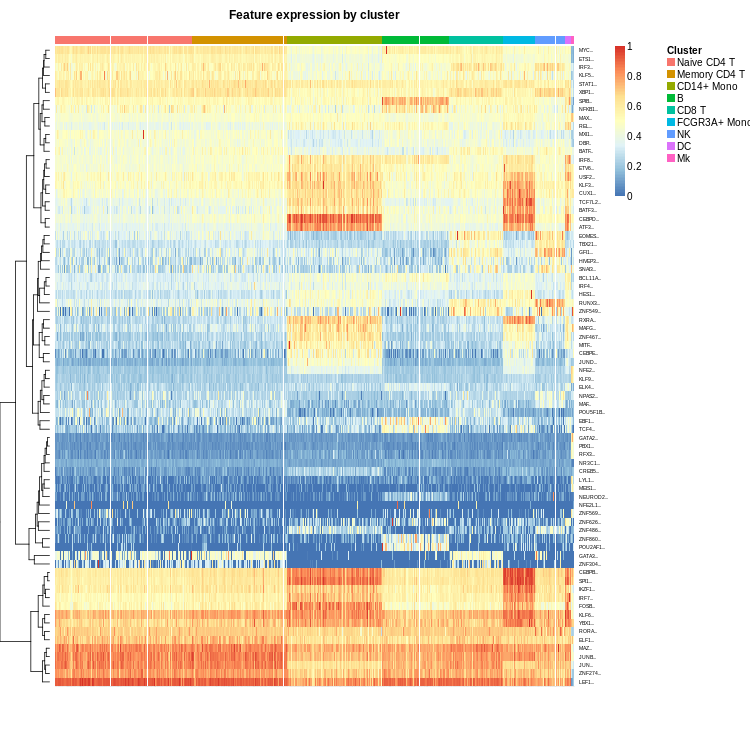 Feature expression by cluster
MYC..
ETS1..
IRF3..
KLF5..
STAT1..
XBP1..
SPIB..
NFKB1..
MAX..
REL..
MXI1..
DBP..
BATF..
IRF8..
ETV6..
USF2..
KLF3..
CUX1..
TCF7L2..
BATF3..
CEBPD..
ATF3..
EOMES..
TBX21..
GFI1..
HIVEP3..
SNAI3..
BCL11A..
IRF4..
HES1..
RUNX3..
ZNF549..
RXRA..
MAFG..
ZNF467..
MITF..
CEBPE..
JUND..
NFE2..
KLF9..
ELK4..
NPAS2..
MAF..
POU5F1B..
EBF1..
TCF4..
GATA2..
PBX1..
RFX3..
NR3C1..
CREB5..
LYL1..
MEIS1..
NEUROD2..
NFE2L1..
ZNF569..
ZNF626..
ZNF486..
ZNF860..
POU2AF1..
GATA3..
ZNF304..
CEBPB..
SPI1..
IKZF1..
IRF7..
FOSB..
KLF6..
YBX1..
RORA..
ELF1..
MAZ..
JUNB..
JUN..
ZNF274..
LEF1..
1
0.8
0.6
0.4
0.2
0
Cluster
Naive CD4 T
Memory CD4 T
CD14+ Mono
B
CD8 T
FCGR3A+ Mono
NK
DC
Mk